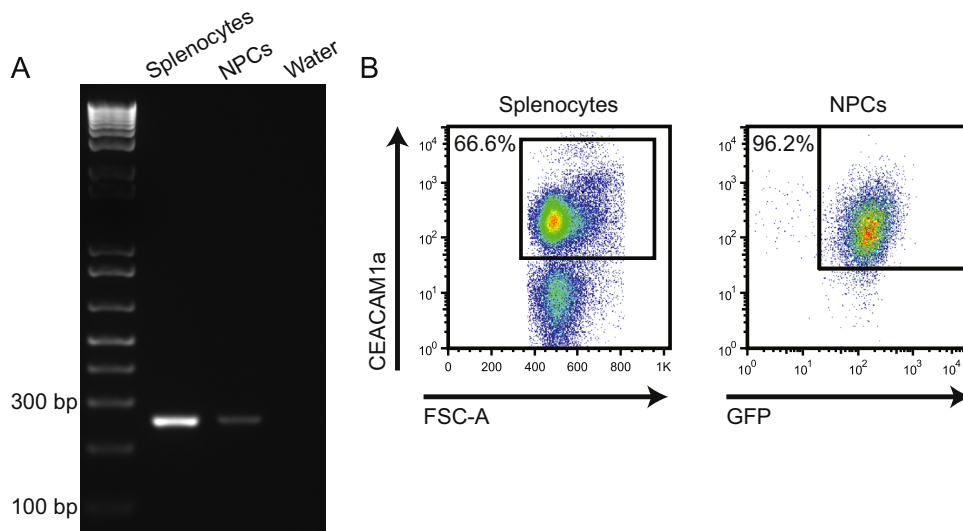 A
Splenocytes
NPCs
Water
300 bp
100 bp
B
Splenocytes
66.6%
10⁴
10³
10²
10¹
10⁰
0 200 400 600 800 1K
CEACAM1a
FSC-A
NPCs
96.2%
10⁴
10³
10²
10¹
10⁰
10⁰ 10¹ 10² 10³ 10⁴
GFP